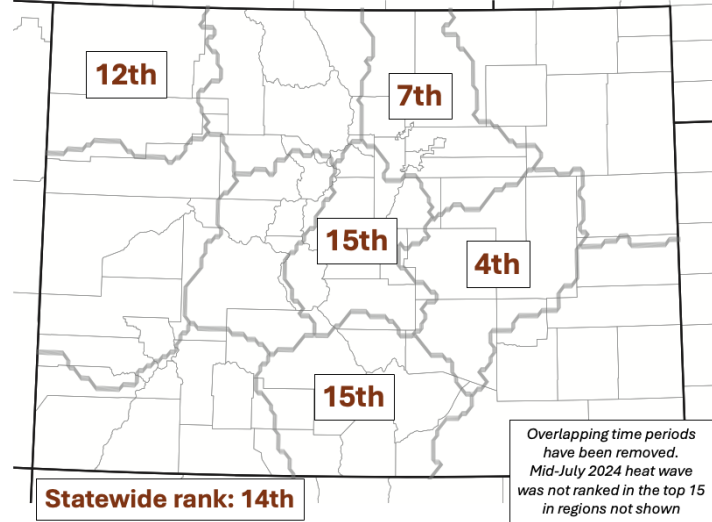 12th
7th
15th
4th
15th
Overlapping time periods
have been removed.
Mid-July 2024 heat wave
was not ranked in the top 15
in regions not shown
Statewide rank: 14th